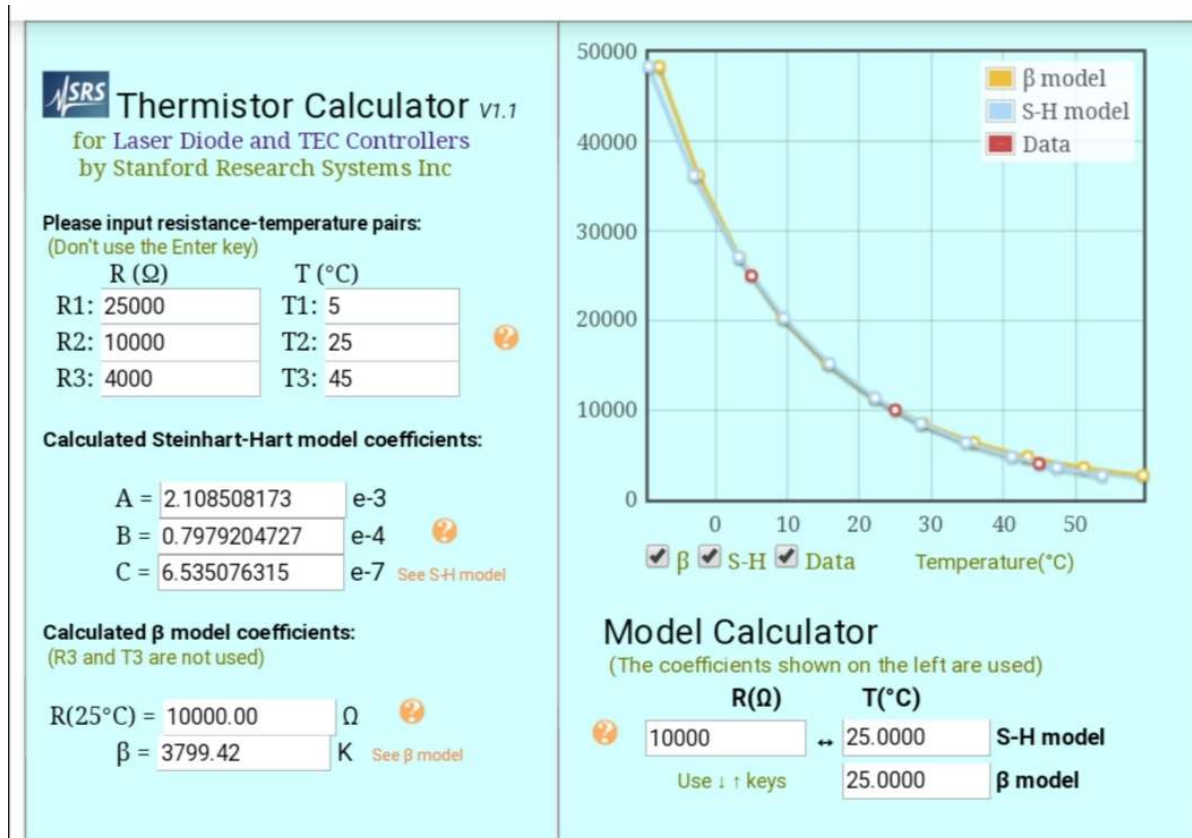 SRS Thermistor Calculator V1.1
for Laser Diode and TEC Controllers
by Stanford Research Systems Inc
Please input resistance-temperature pairs:
(Don't use the Enter key)
R (Ω) T (°C)
R1: 25000 T1: 5
R2: 10000 T2: 25
R3: 4000 T3: 45
?
Calculated Steinhart-Hart model coefficients:
A = 2.108508173 e-3
B = 0.7979204727 e-4 ?
C = 6.535076315 e-7 See S-H model
Calculated β model coefficients:
(R3 and T3 are not used)
R(25°C) = 10000.00 Ω ?
β = 3799.42 K See β model
50000
40000
30000
20000
10000
0
β model
S-H model
Data
0 10 20 30 40 50
β S-H Data Temperature(°C)
Model Calculator
(The coefficients shown on the left are used)
R(Ω) T(°C)
? 10000 ↔ 25.0000 S-H model
Use ↓ ↑ keys 25.0000 β model